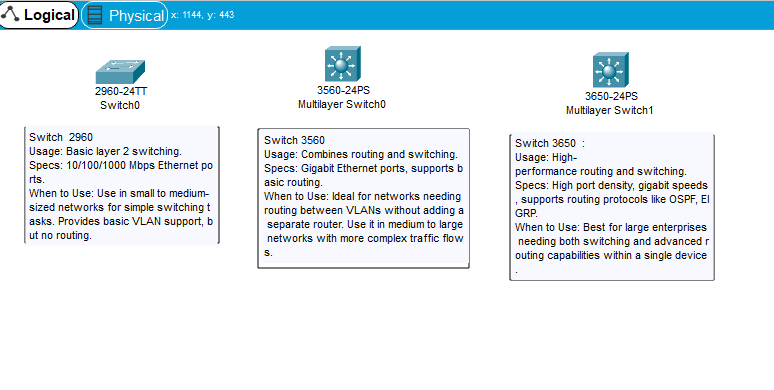 Logical
Physical
x: 1144, y: 443
2960-24TT
Switch0
3560-24PS
Multilayer Switch0
3650-24PS
Multilayer Switch1
Switch  2960
Usage: Basic layer 2 switching.
Specs: 10/100/1000 Mbps Ethernet po
rts.
When to Use: Use in small to medium-
sized networks for simple switching t
asks. Provides basic VLAN support, b
ut no routing.
Switch 3560
Usage: Combines routing and switching.
Specs: Gigabit Ethernet ports, supports b
asic routing.
When to Use: Ideal for networks needing
routing between VLANs without adding a
separate router. Use it in medium to large
networks with more complex traffic flow
s.
Switch 3650  :
Usage: High-
performance routing and switching.
Specs: High port density, gigabit speeds
, supports routing protocols like OSPF, EI
GRP.
When to Use: Best for large enterprises
needing both switching and advanced r
outing capabilities within a single device
.